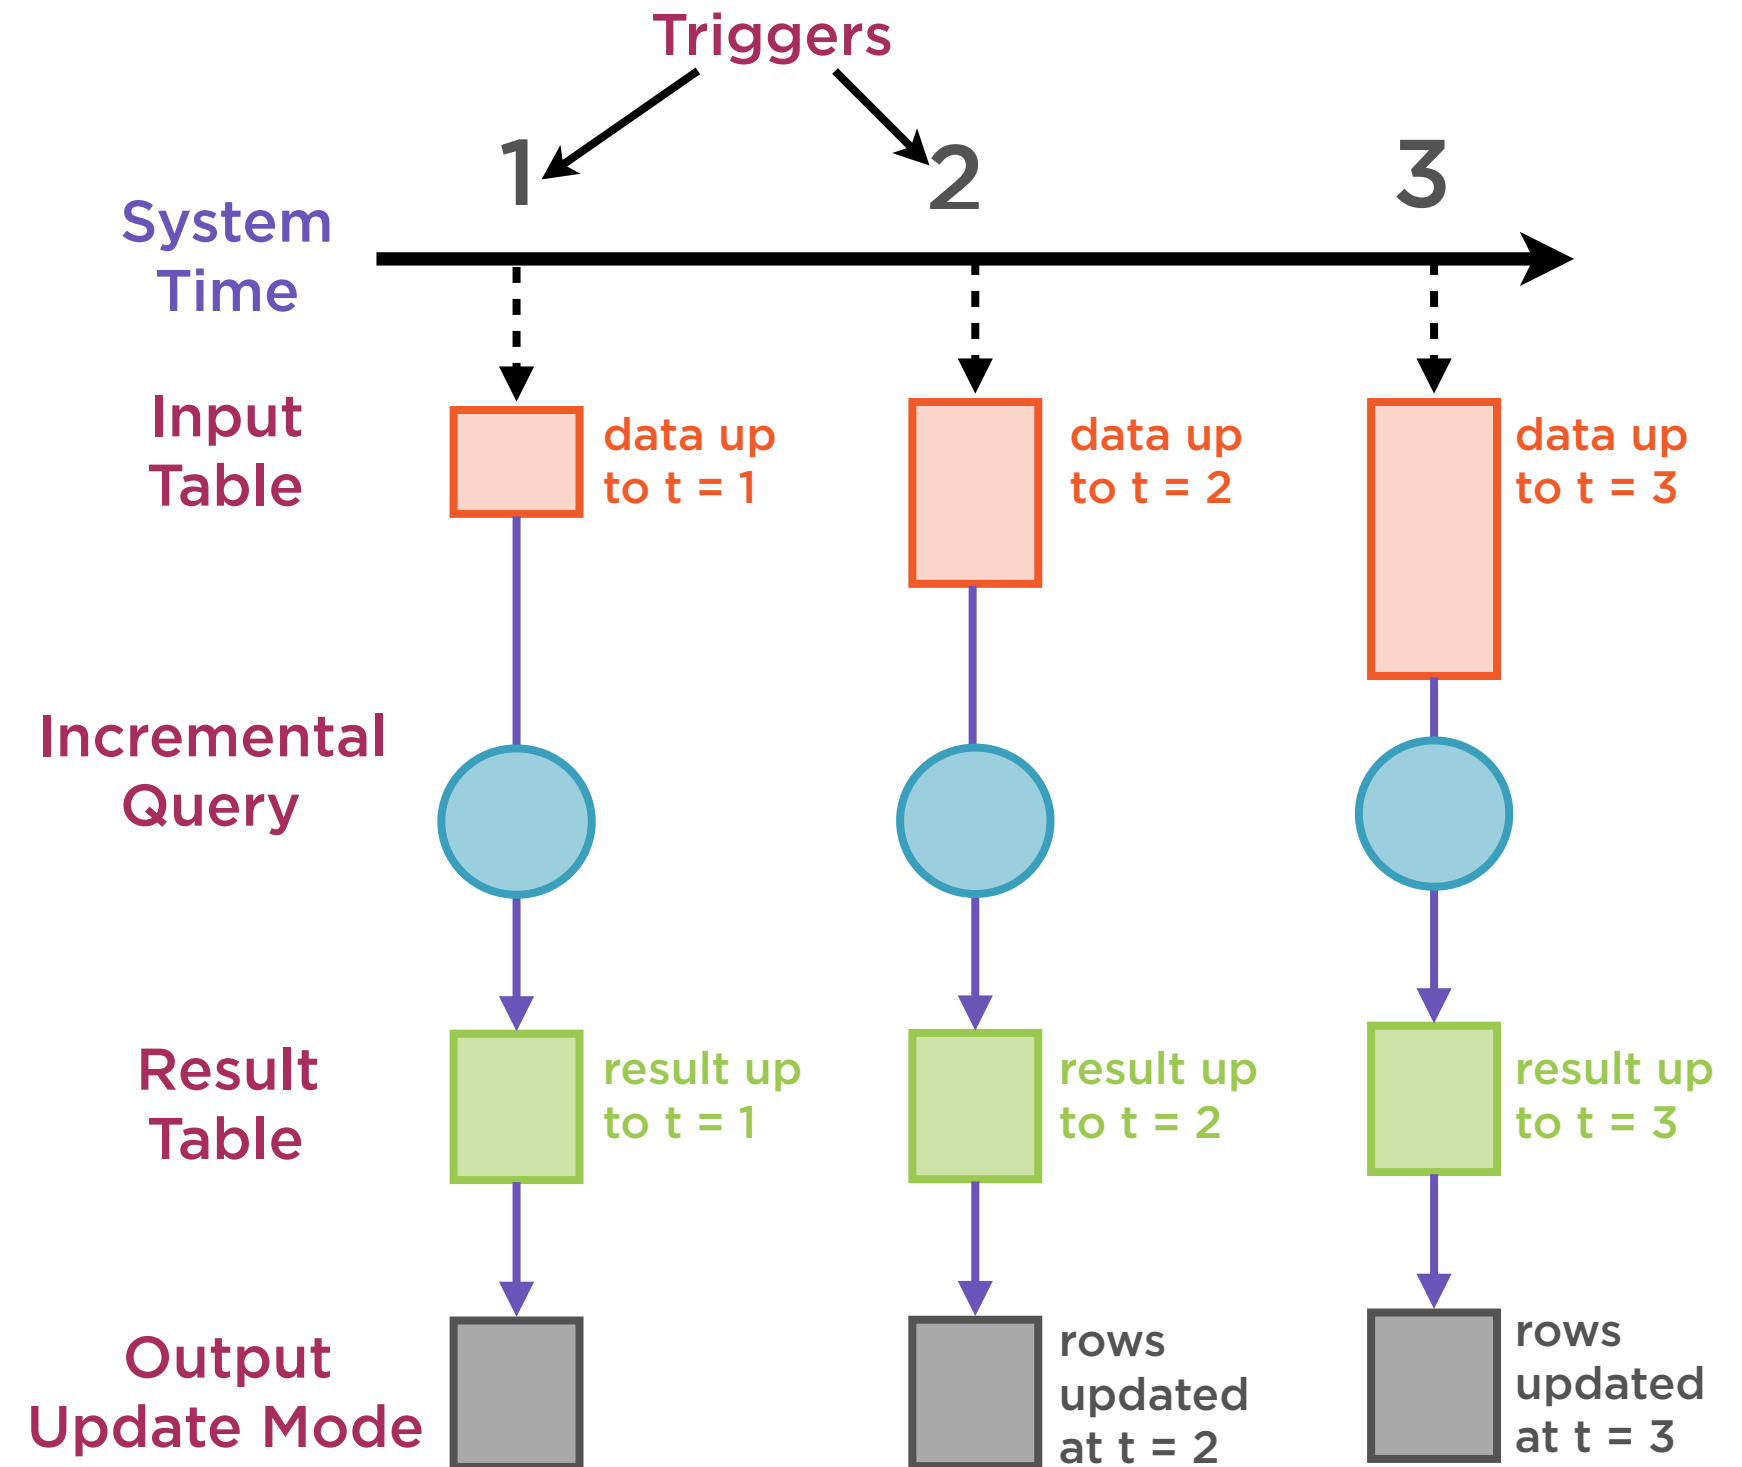 Triggers
1
2
3
System
Time
Input
Table
data up
to t = 1
data up
to t = 2
data up
to t = 3
Incremental
Query
Result
Table
result up
to t = 1
result up
to t = 2
result up
to t = 3
Output
Update Mode
rows
updated
at t = 2
rows
updated
at t = 3